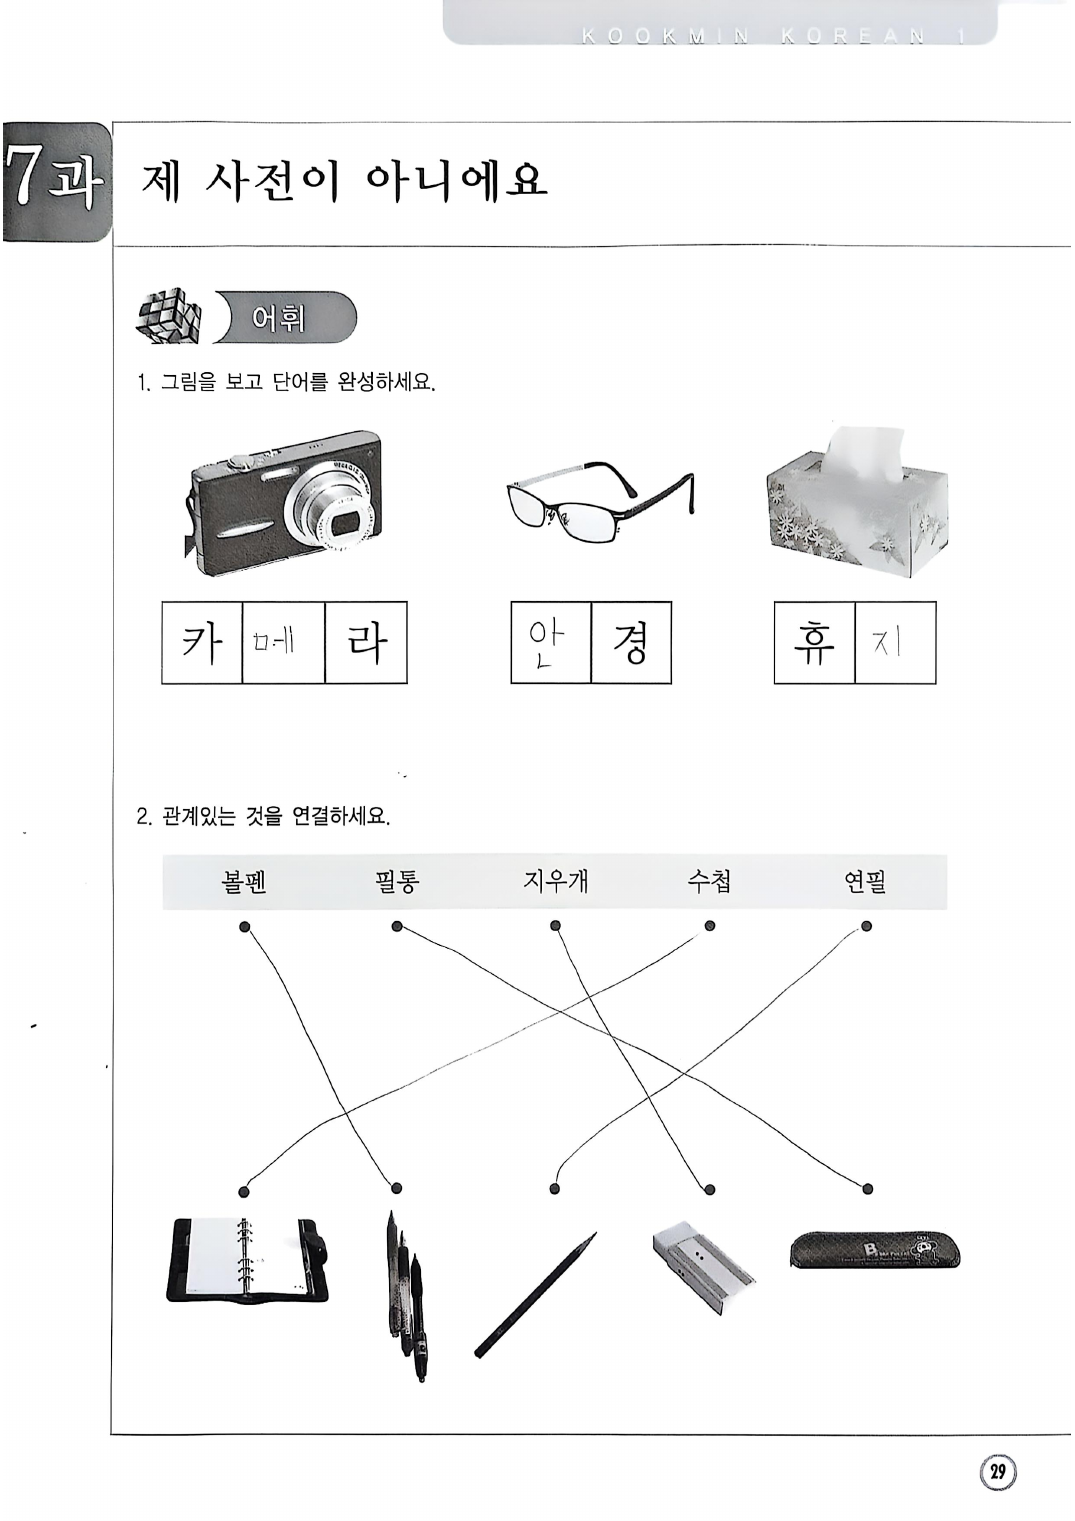 KOOKMIN KOREAN 1
7과 제 사전이 아니에요
어휘
1. 그림을 보고 단어를 완성하세요.
카 메 라 안 경 휴 지
2. 관계있는 것을 연결하세요.
볼펜 필통 지우개 수첩 연필
29